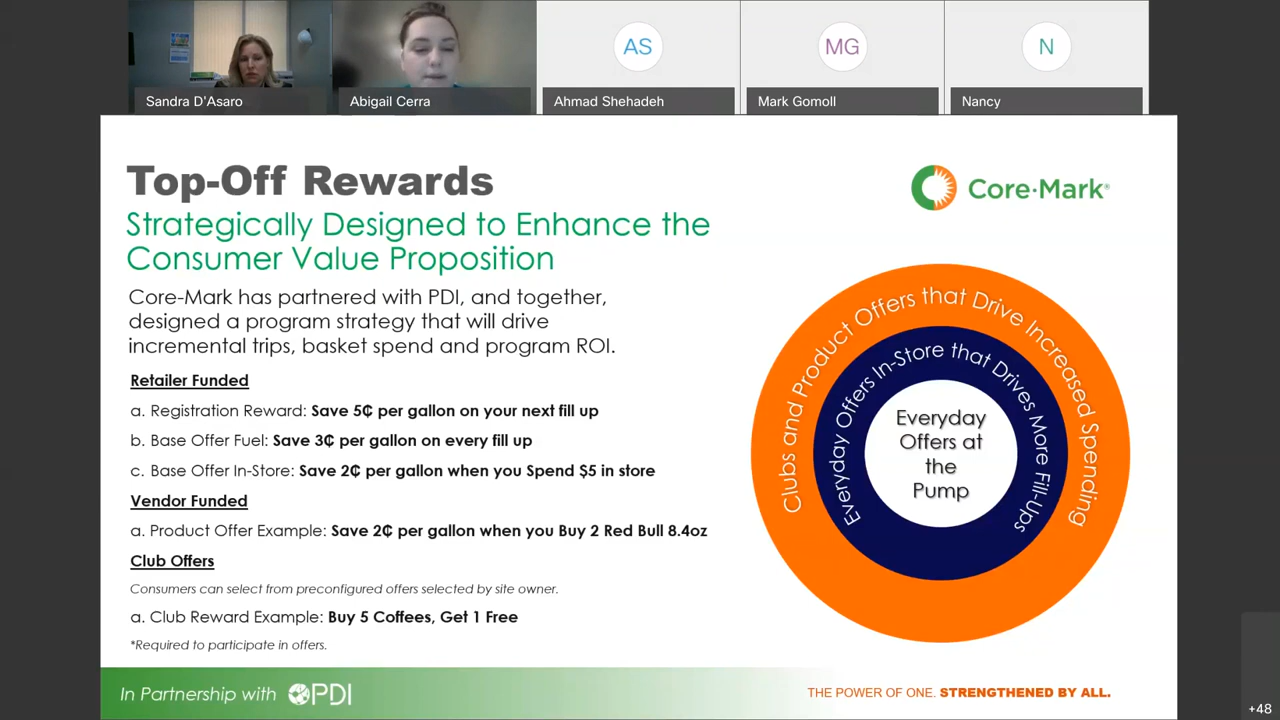 AS
MG
N
Sandra D'Asaro
Abigail Cerra
Ahmad Shehadeh
Mark Gomoll
Nancy
Top-Off Rewards
Core-Mark®
Strategically Designed to Enhance the
Consumer Value Proposition
Core-Mark has partnered with PDI, and together,
designed a program strategy that will drive
incremental trips, basket spend and program ROI.
Retailer Funded
a. Registration Reward: Save 5₵ per gallon on your next fill up
b. Base Offer Fuel: Save 3₵ per gallon on every fill up
c. Base Offer In-Store: Save 2₵ per gallon when you Spend $5 in store
Vendor Funded
a. Product Offer Example: Save 2₵ per gallon when you Buy 2 Red Bull 8.4oz
Club Offers
Consumers can select from preconfigured offers selected by site owner.
a. Club Reward Example: Buy 5 Coffees, Get 1 Free
*Required to participate in offers.
Clubs and Product Offers that Drive Increased Spending
Everyday Offers In-Store that Drives More Fill-Ups
Everyday
Offers at
the
Pump
In Partnership with PDI
THE POWER OF ONE. STRENGTHENED BY ALL.
+48